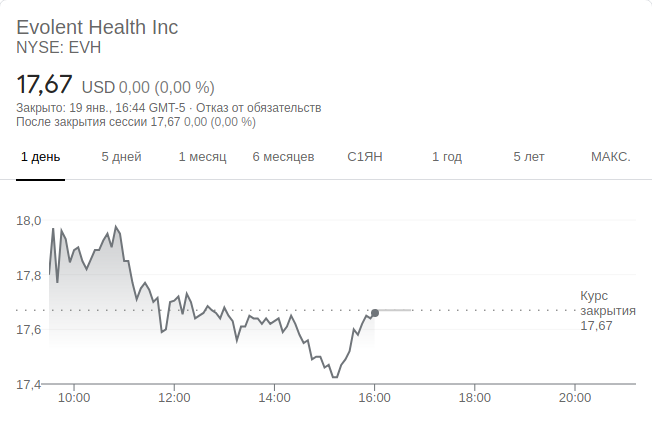 Evolent Health Inc
NYSE: EVH
17,67 USD 0,00 (0,00 %)
Закрыто: 19 янв., 16:44 GMT-5 · Отказ от обязательств
После закрытия сессии 17,67 0,00 (0,00 %)
1 день 5 дней 1 месяц 6 месяцев С1ЯН 1 год 5 лет МАКС.
18,0
17,8
Курс
закрытия
17,67
17,6
17,4
10:00 12:00 14:00 16:00 18:00 20:00